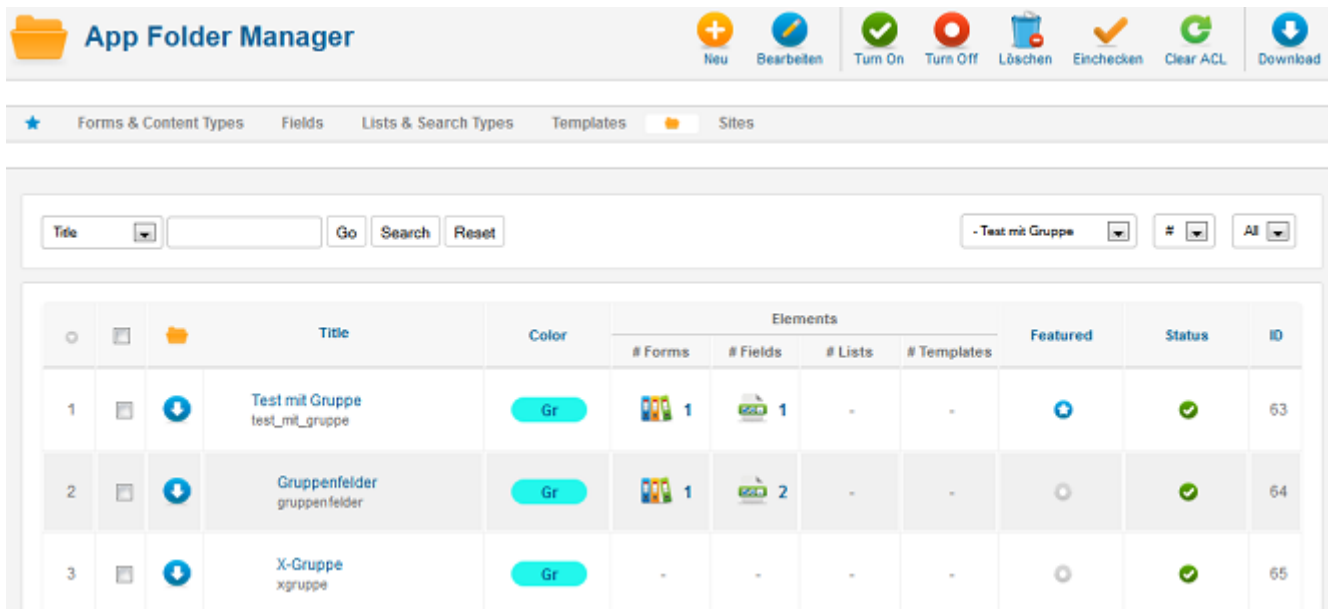 App Folder Manager
Neu Bearbeiten Turn On Turn Off Löschen Einchecken Clear ACL Download
Forms & Content Types Fields Lists & Search Types Templates Sites
Title Go Search Reset - Test mit Gruppe # All
Elements
Title Color Featured Status ID
# Forms # Fields # Lists # Templates
1 Test mit Gruppe Gr 1 1 - - 63
test_mit_gruppe
2 Gruppenfelder Gr 1 2 - - 64
gruppenfelder
3 X-Gruppe Gr - - - - 65
xgruppe